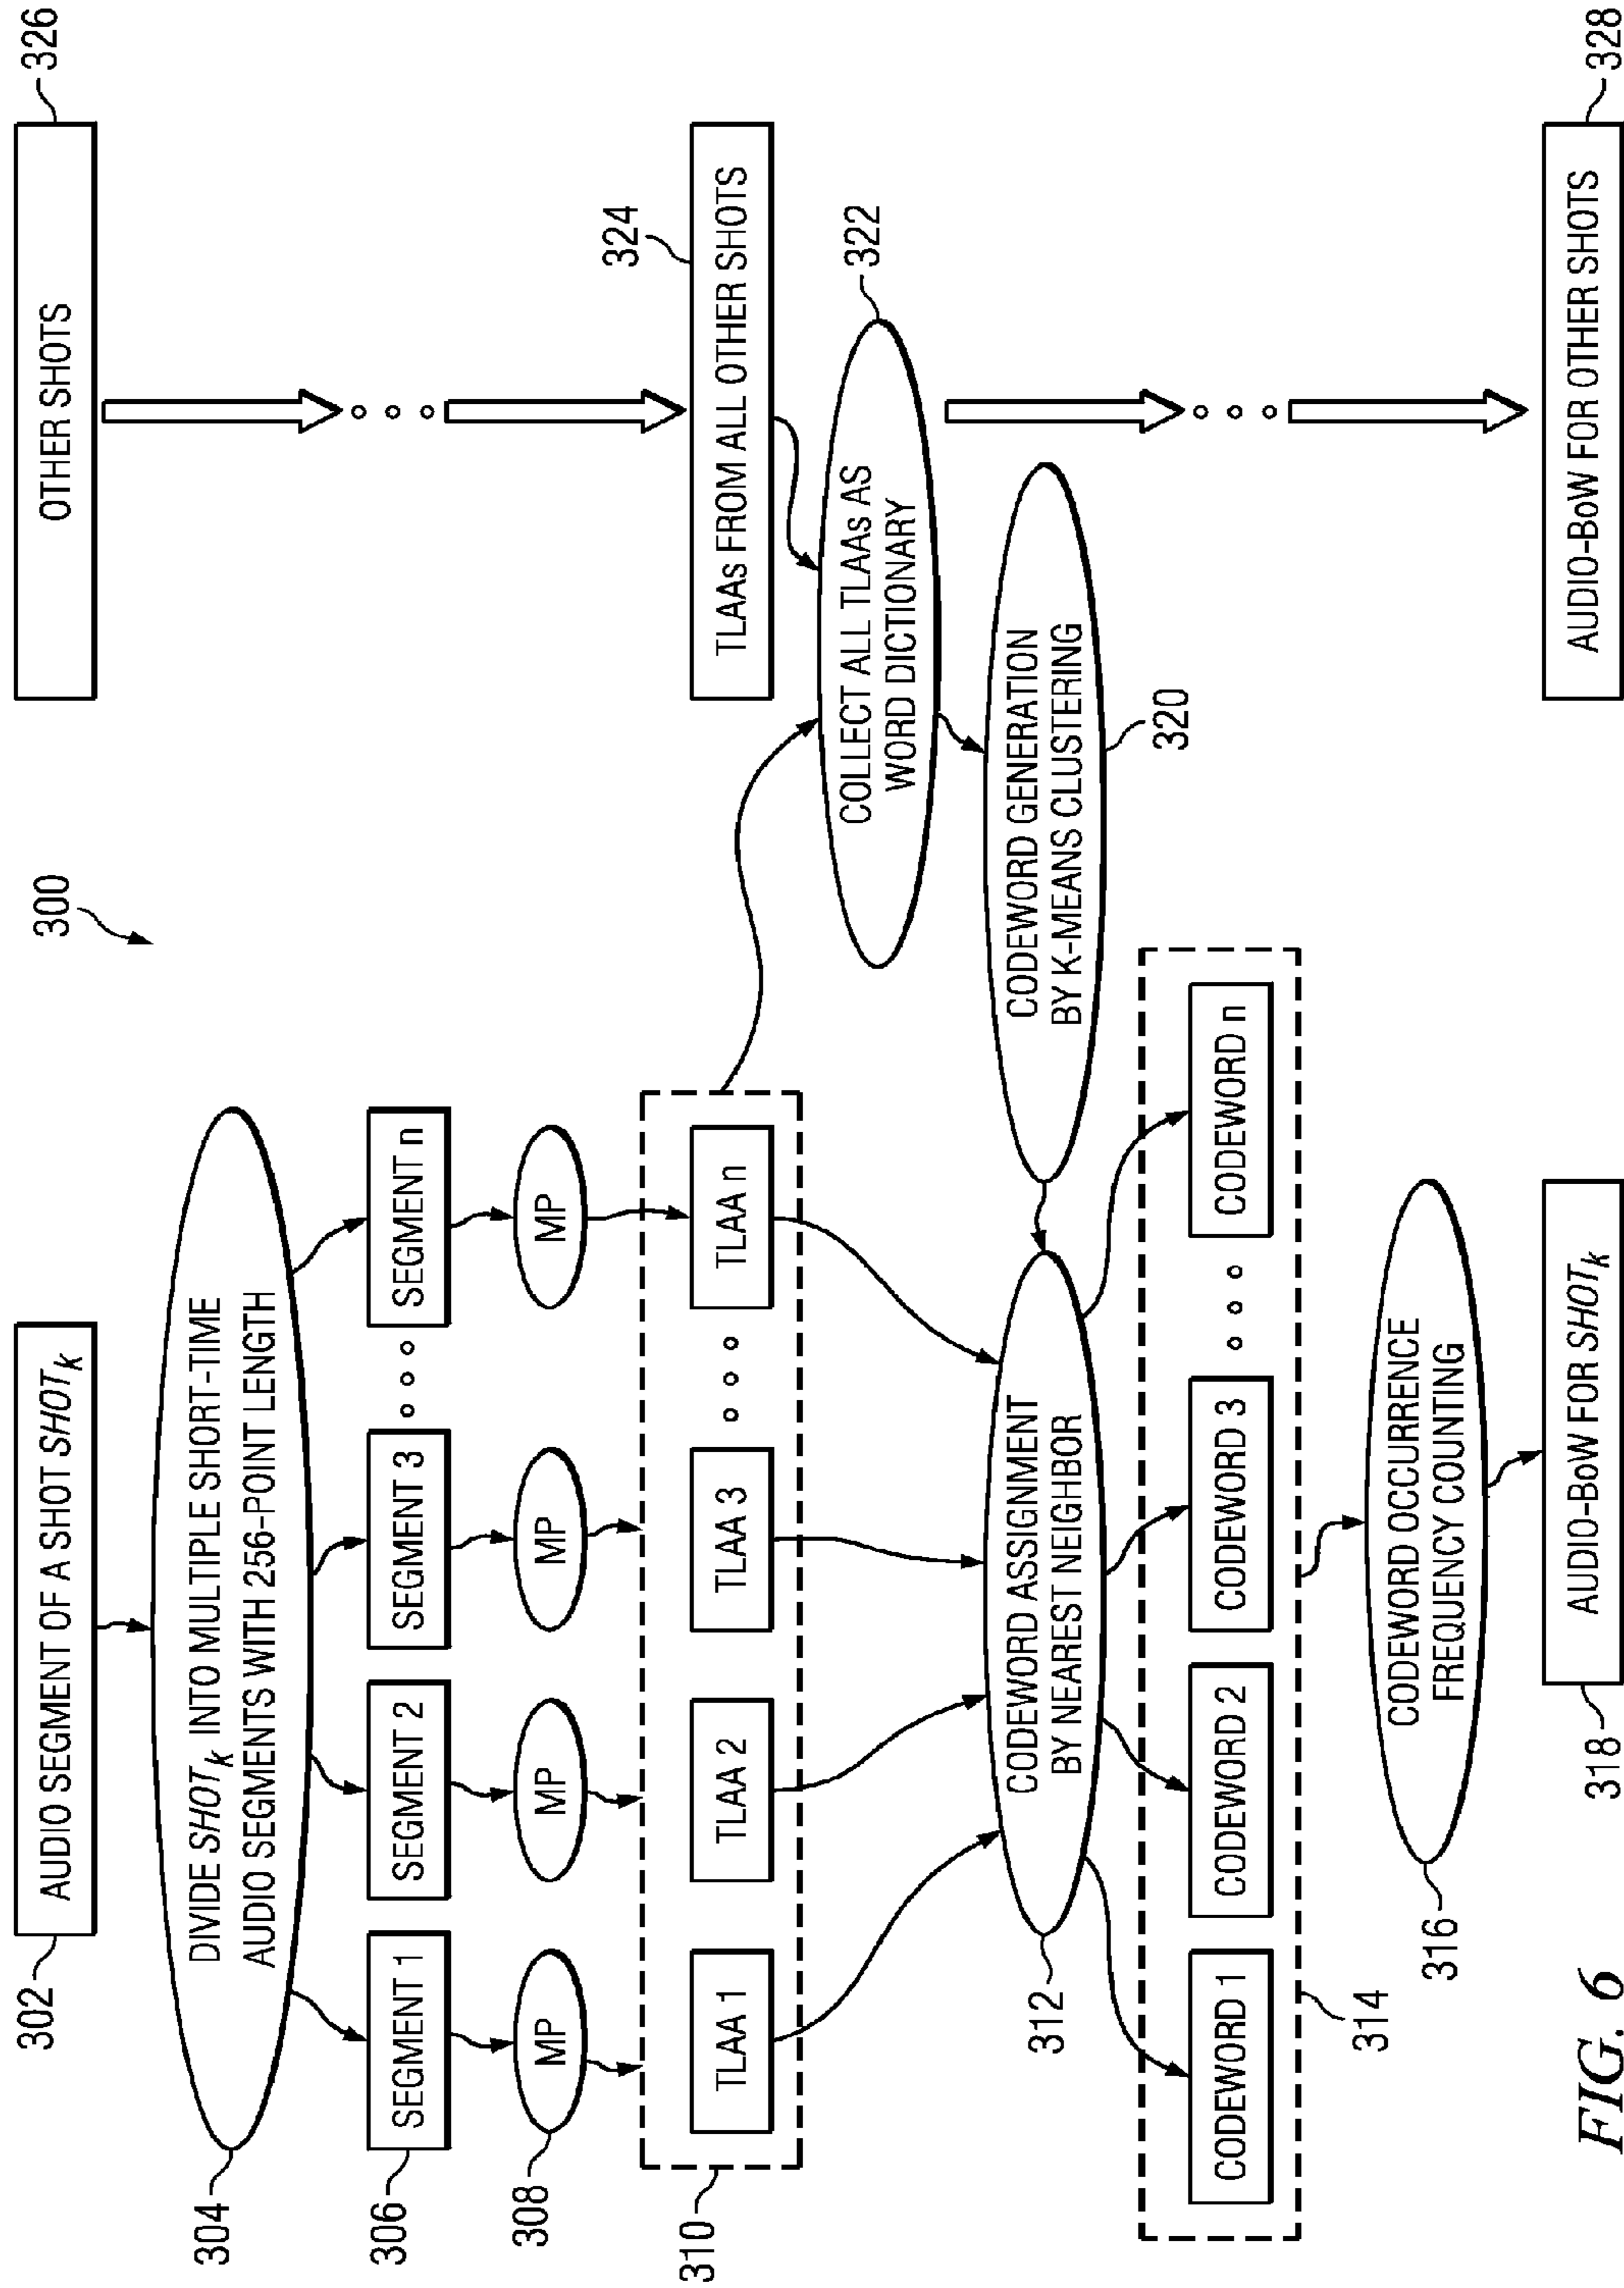 300
302
AUDIO SEGMENT OF A SHOT SHOTk
OTHER SHOTS
326
304
DIVIDE SHOTk INTO MULTIPLE SHORT-TIME
AUDIO SEGMENTS WITH 256-POINT LENGTH
306
SEGMENT 1
SEGMENT 2
SEGMENT 3
SEGMENT n
308
MP
MP
MP
MP
310
TLAA 1
TLAA 2
TLAA 3
TLAA n
324
TLAAs FROM ALL OTHER SHOTS
322
COLLECT ALL TLAAs AS
WORD DICTIONARY
312
CODEWORD ASSIGNMENT
BY NEAREST NEIGHBOR
CODEWORD GENERATION
BY K-MEANS CLUSTERING
320
314
CODEWORD 1
CODEWORD 2
CODEWORD 3
CODEWORD n
316
CODEWORD OCCURRENCE
FREQUENCY COUNTING
318
AUDIO-BoW FOR SHOTk
AUDIO-BoW FOR OTHER SHOTS
328
FIG. 6